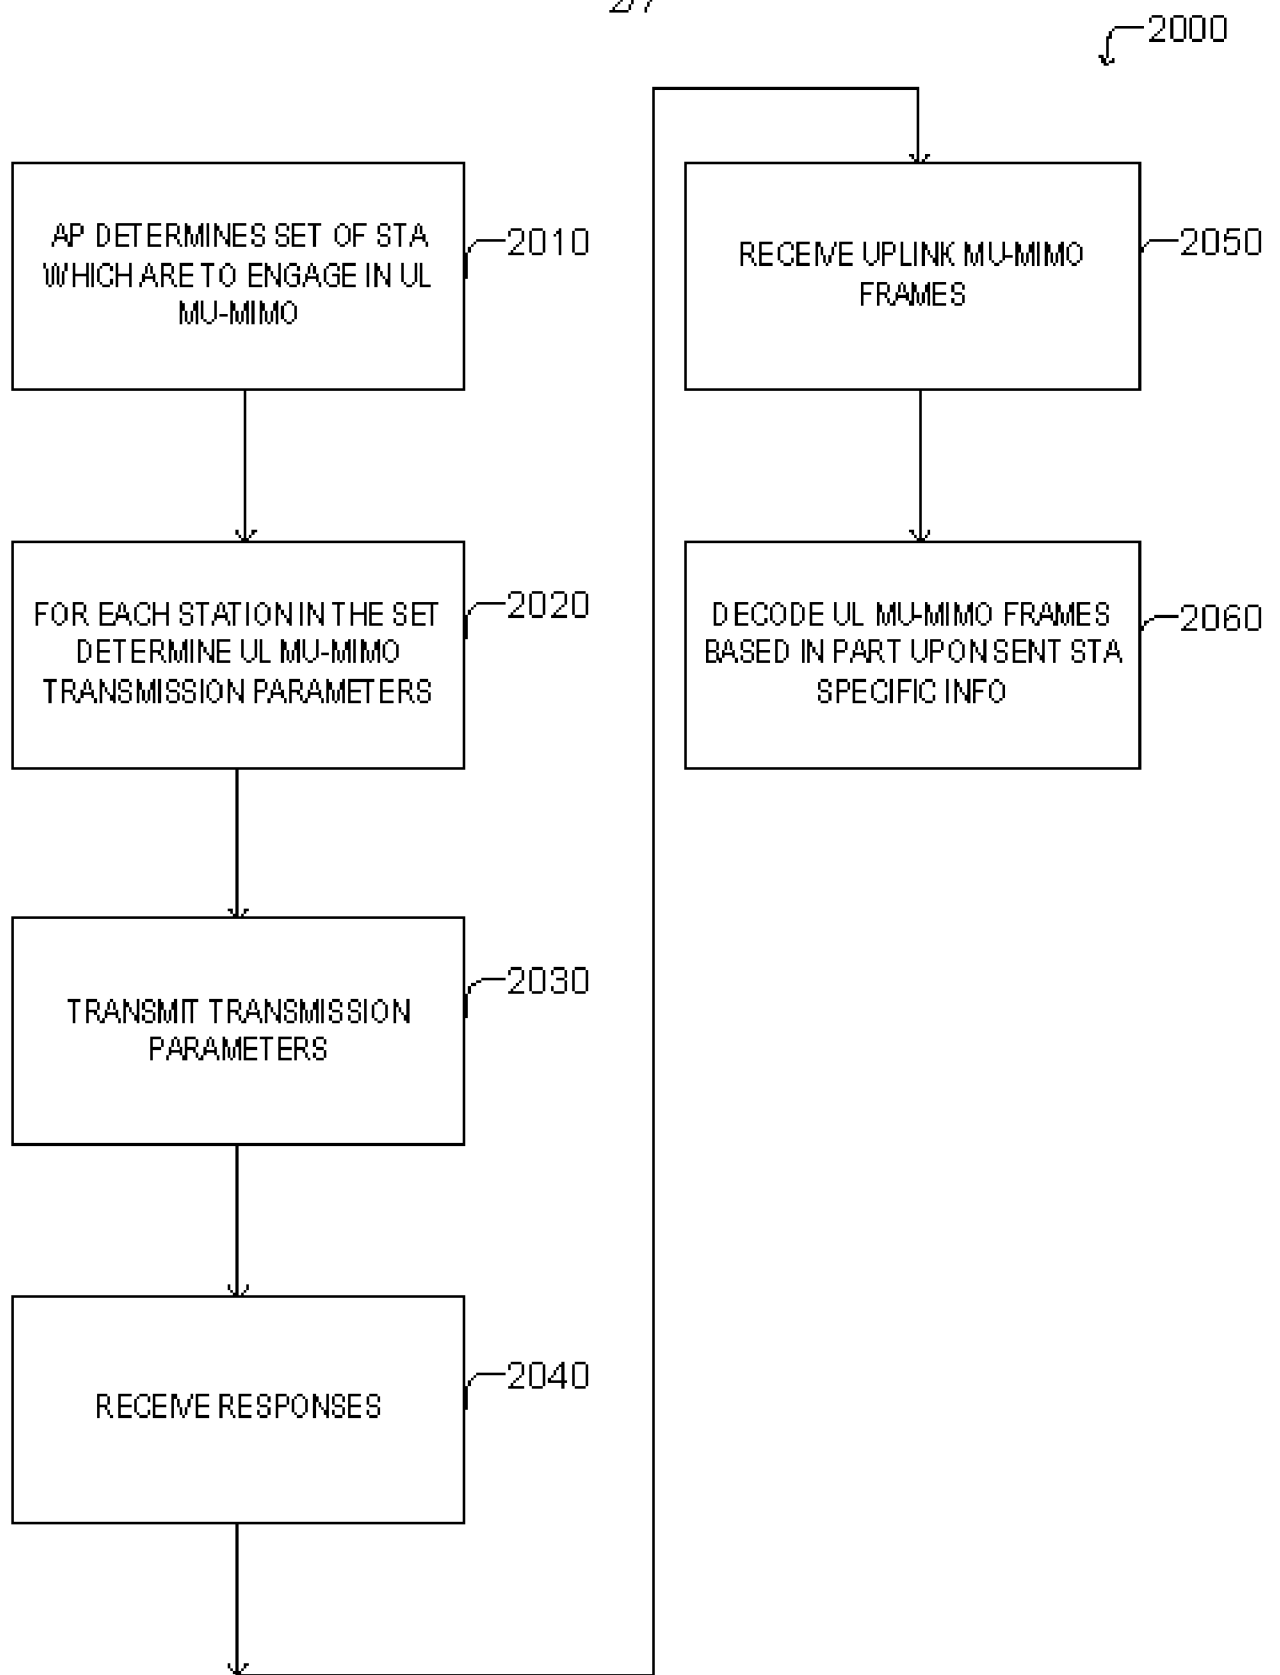 2/7
2000
AP DETERMINES SET OF STA
WHICH ARE TO ENGAGE IN UL
MU-MIMO
2010
FOR EACH STATION IN THE SET
DETERMINE UL MU-MIMO
TRANSMISSION PARAMETERS
2020
TRANSMIT TRANSMISSION
PARAMETERS
2030
RECEIVE RESPONSES
2040
RECEIVE UPLINK MU-MIMO
FRAMES
2050
DECODE UL MU-MIMO FRAMES
BASED IN PART UPON SENT STA
SPECIFIC INFO
2060